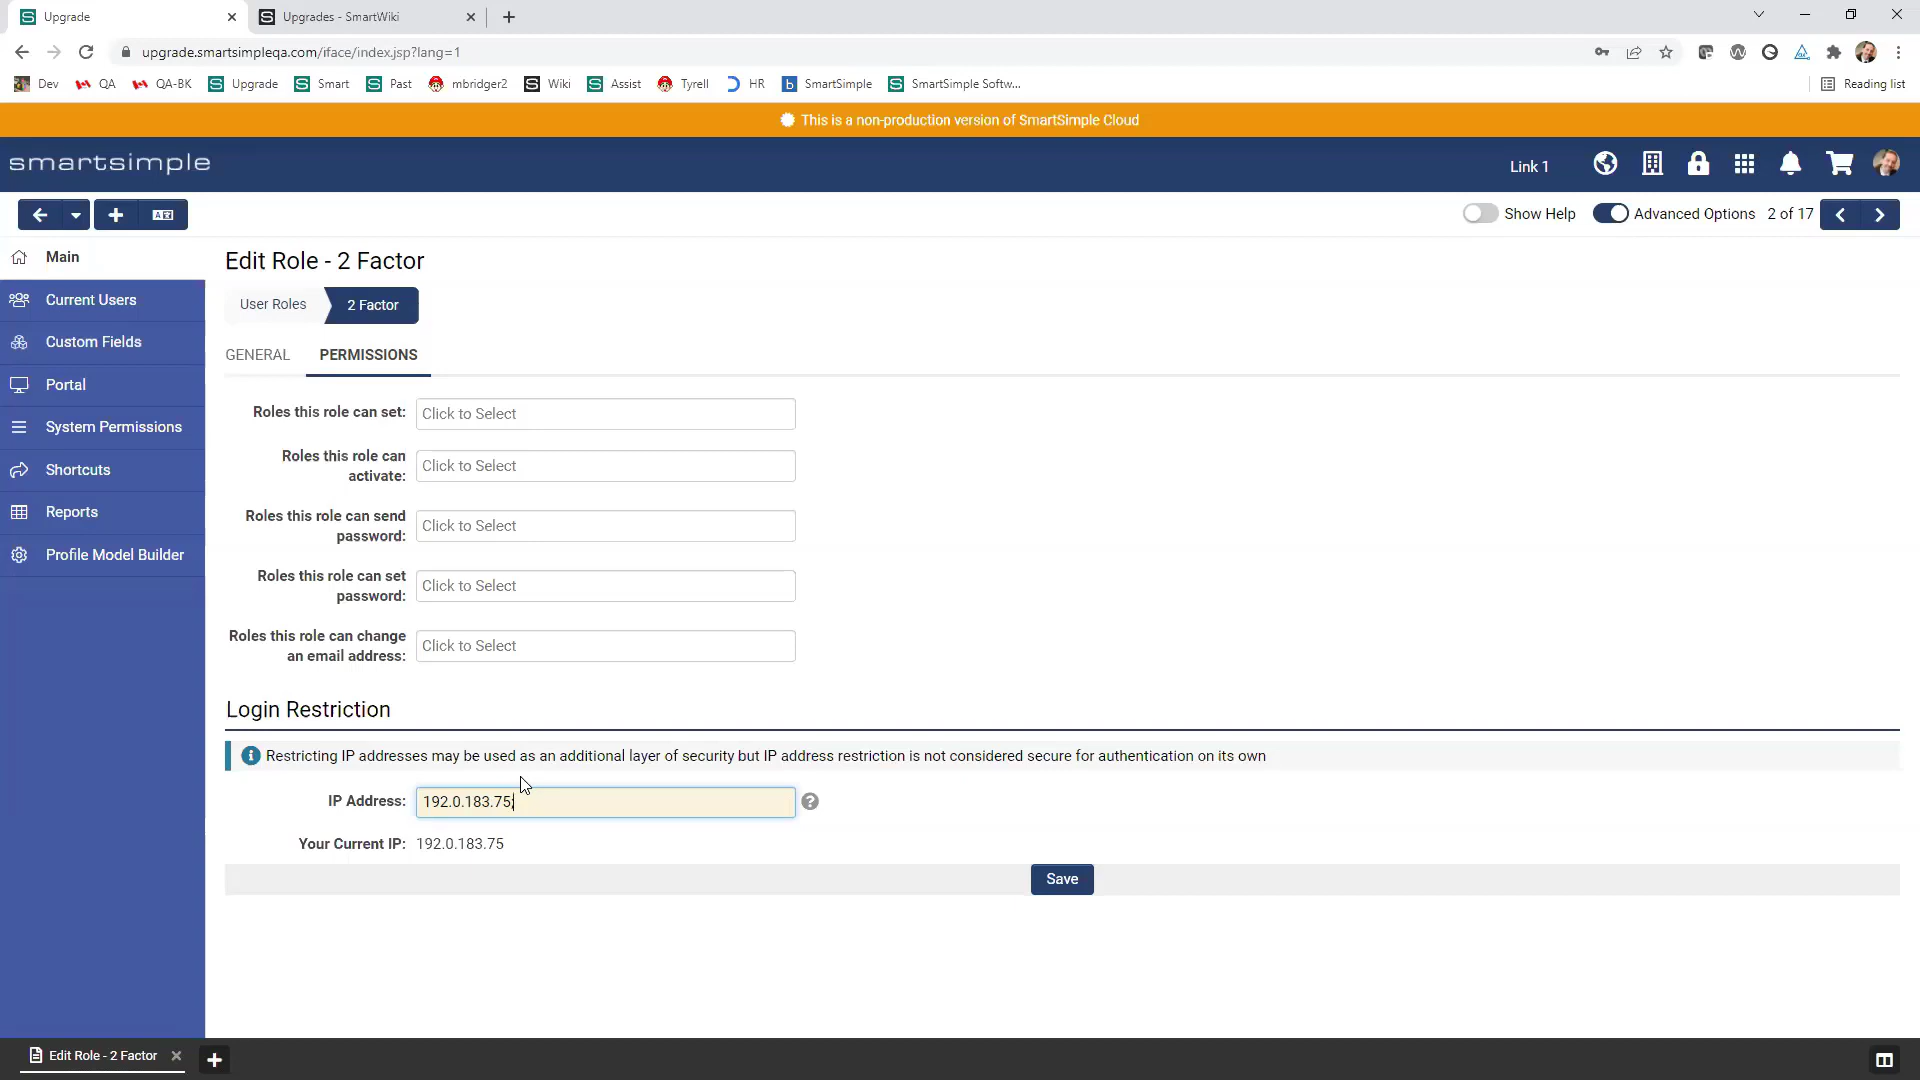 Upgrade
Upgrades - SmartWiki
upgrade.smartsimpleqa.com/iface/index.jsp?lang=1
Dev QA QA-BK Upgrade Smart Past mbridger2 Wiki Assist Tyrell HR SmartSimple SmartSimple Softw... Reading list
This is a non-production version of SmartSimple Cloud
smartsimple
Link 1
Show Help Advanced Options 2 of 17
Main
Current Users
Custom Fields
Portal
System Permissions
Shortcuts
Reports
Profile Model Builder
Edit Role - 2 Factor
User Roles 2 Factor
GENERAL PERMISSIONS
Roles this role can set: Click to Select
Roles this role can
activate: Click to Select
Roles this role can send
password: Click to Select
Roles this role can set
password: Click to Select
Roles this role can change
an email address: Click to Select
Login Restriction
Restricting IP addresses may be used as an additional layer of security but IP address restriction is not considered secure for authentication on its own
IP Address: 192.0.183.75;
Your Current IP: 192.0.183.75
Save
Edit Role - 2 Factor